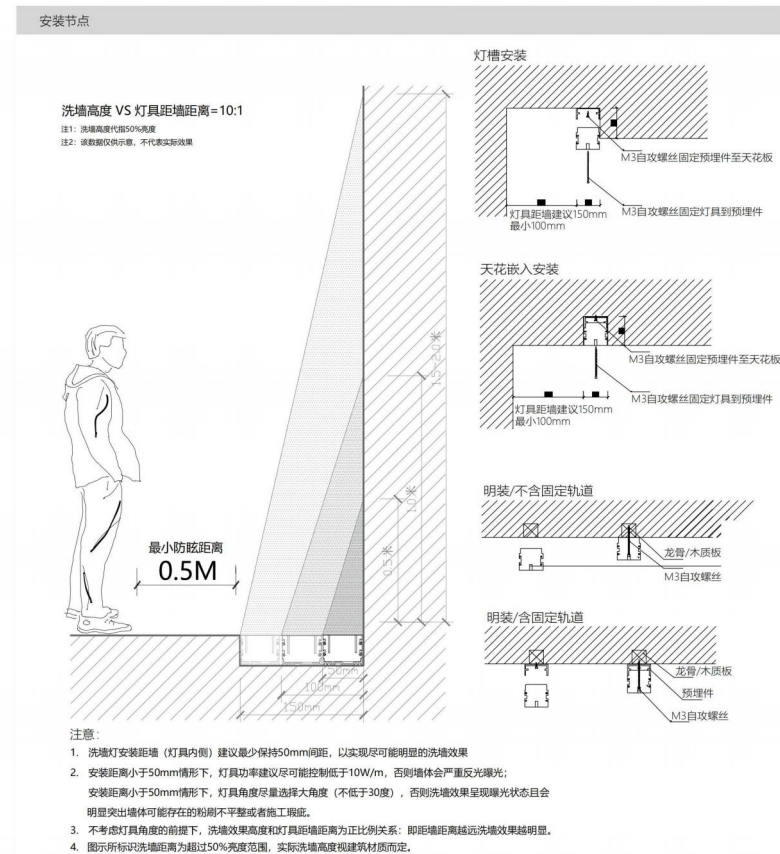 安装节点
洗墙高度 VS 灯具距墙距离=10:1
注1：洗墙高度代指50%亮度
注2：该数据仅供示意，不代表实际效果
1.5~2.0米
1.0米
0.5米
最小防眩距离
0.5M
50mm
100mm
150mm
灯槽安装
M3自攻螺丝固定预埋件至天花板
M3自攻螺丝固定灯具到预埋件
灯具距墙建议150mm
最小100mm
天花嵌入安装
M3自攻螺丝固定预埋件至天花板
M3自攻螺丝固定灯具到预埋件
灯具距墙建议150mm
最小100mm
明装/不含固定轨道
龙骨/木质板
M3自攻螺丝
明装/含固定轨道
龙骨/木质板
预埋件
M3自攻螺丝
注意：
1. 洗墙灯安装距墙（灯具内侧）建议最少保持50mm间距，以实现尽可能明显的洗墙效果
2. 安装距离小于50mm情形下，灯具功率建议尽可能控制低于10W/m，否则墙体会严重反光曝光；
安装距离小于50mm情形下，灯具角度尽量选择大角度（不低于30度），否则洗墙效果呈现曝光状态且会
明显突出墙体可能存在的粉刷不平整或者施工瑕疵。
3. 不考虑灯具角度的前提下，洗墙效果高度和灯具距墙距离为正比例关系：即距墙距离越远洗墙效果越明显。
4. 图示所标识洗墙距离为超过50%亮度范围，实际洗墙高度视建筑材质而定。